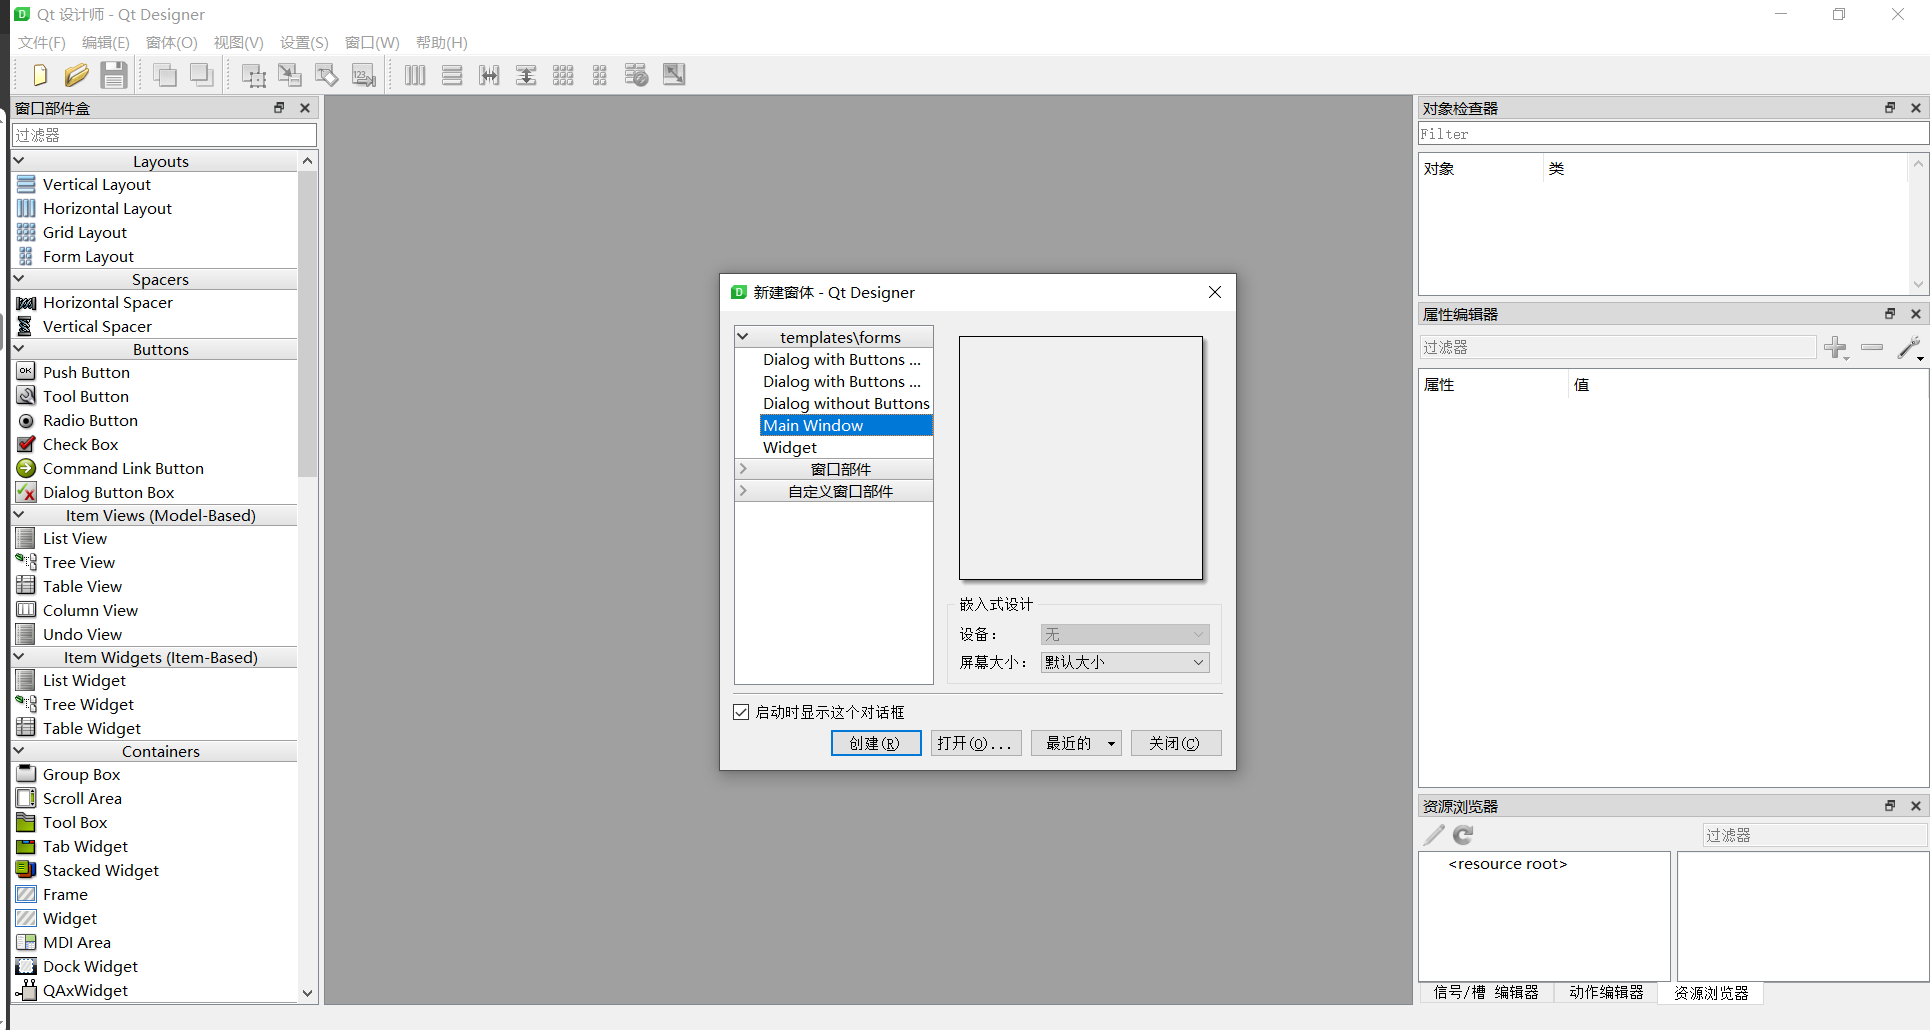 Qt 设计师 - Qt Designer
文件(F) 编辑(E) 窗体(O) 视图(V) 设置(S) 窗口(W) 帮助(H)
窗口部件盒
过滤器
Layouts
Vertical Layout
Horizontal Layout
Grid Layout
Form Layout
Spacers
Horizontal Spacer
Vertical Spacer
Buttons
Push Button
Tool Button
Radio Button
Check Box
Command Link Button
Dialog Button Box
Item Views (Model-Based)
List View
Tree View
Table View
Column View
Undo View
Item Widgets (Item-Based)
List Widget
Tree Widget
Table Widget
Containers
Group Box
Scroll Area
Tool Box
Tab Widget
Stacked Widget
Frame
Widget
MDI Area
Dock Widget
QAxWidget
新建窗体 - Qt Designer
templates\forms
Dialog with Buttons ...
Dialog with Buttons ...
Dialog without Buttons
Main Window
Widget
窗口部件
自定义窗口部件
嵌入式设计
设备： 无
屏幕大小： 默认大小
启动时显示这个对话框
创建(R) 打开(O)... 最近的 关闭(C)
对象检查器
Filter
对象 类
属性编辑器
过滤器
属性 值
资源浏览器
过滤器
<resource root>
信号/槽 编辑器 动作编辑器 资源浏览器